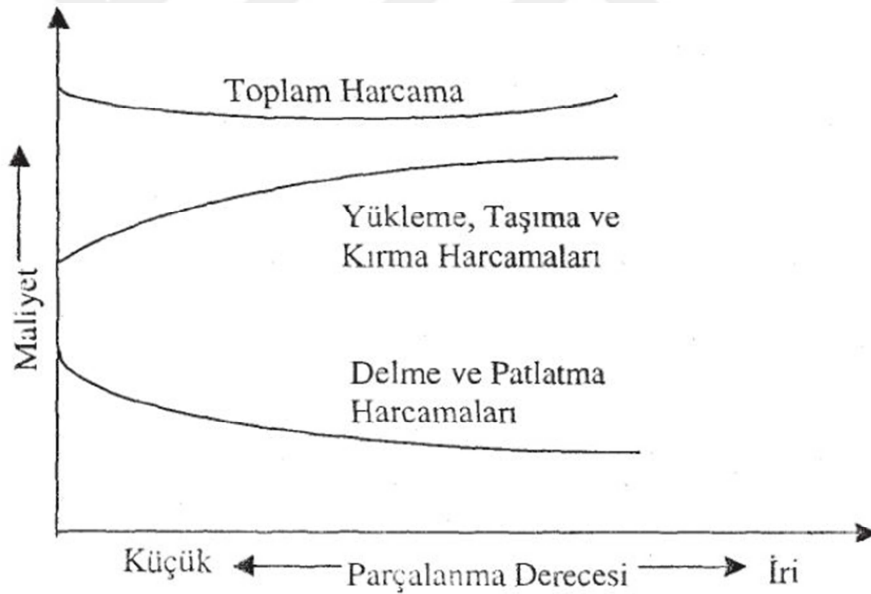 Toplam Harcama
Yükleme, Taşıma ve
Kırma Harcamaları
Maliyet
Delme ve Patlatma
Harcamaları
Küçük
Parçalanma Derecesi
İri